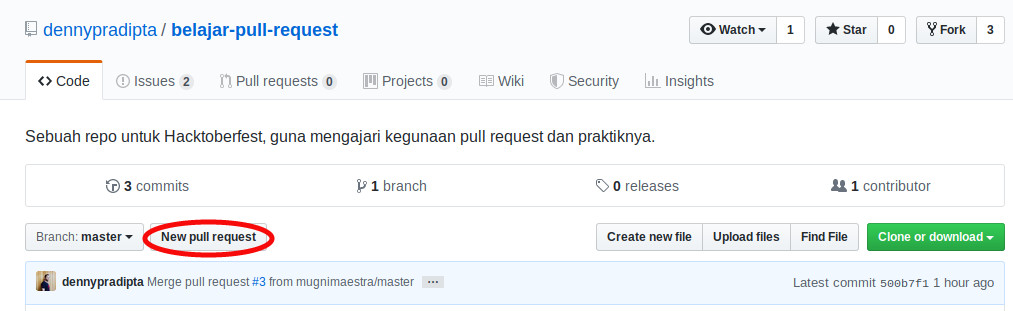 dennypradipta / belajar-pull-request Watch 1 Star 0 Fork 3
Code Issues 2 Pull requests 0 Projects 0 Wiki Security Insights
Sebuah repo untuk Hacktoberfest, guna mengajari kegunaan pull request dan praktiknya.
3 commits 1 branch 0 releases 1 contributor
Branch: master New pull request Create new file Upload files Find File Clone or download
dennypradipta Merge pull request #3 from mugnimaestra/master ... Latest commit 500b7f1 1 hour ago